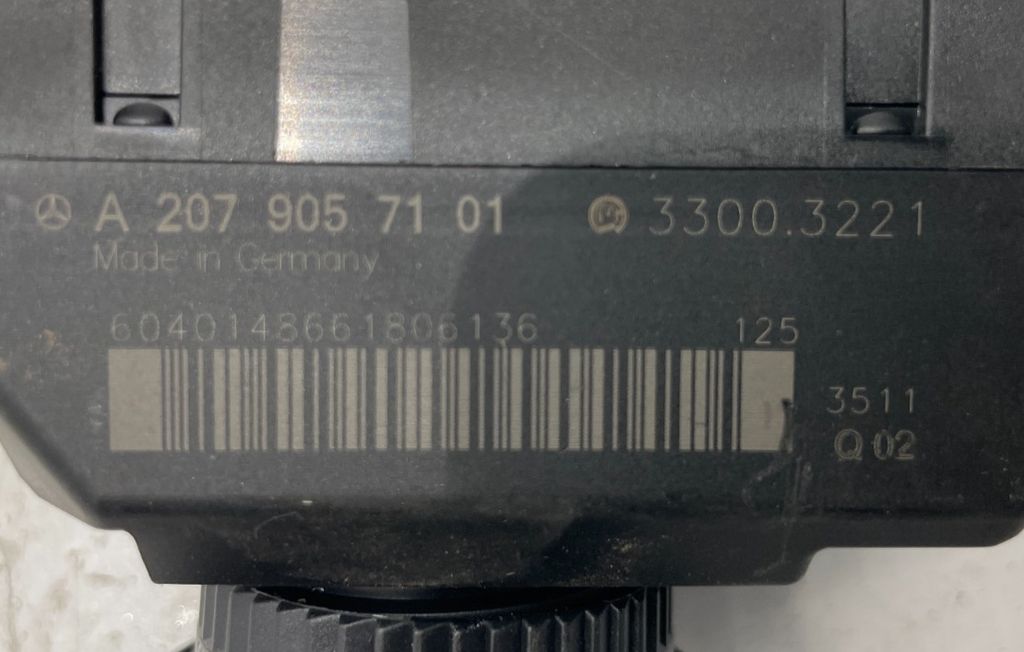 A 207 905 71 01 3300.3221
Made in Germany
6040148661806136 125
3511
Q 02